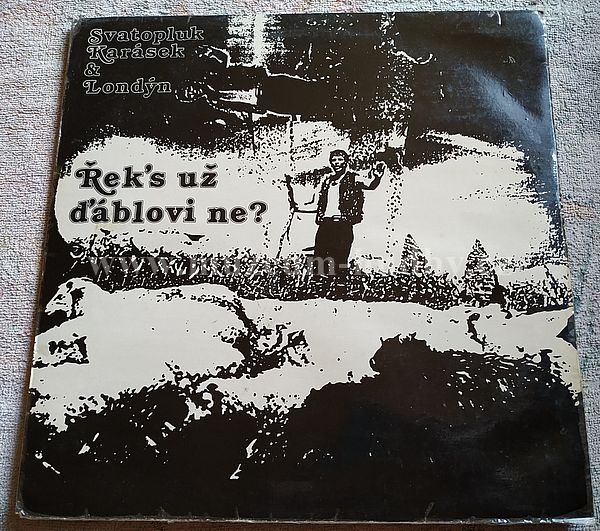 Svatopluk
Karásek
&
Londýn
Řek's už
ďáblovi ne?